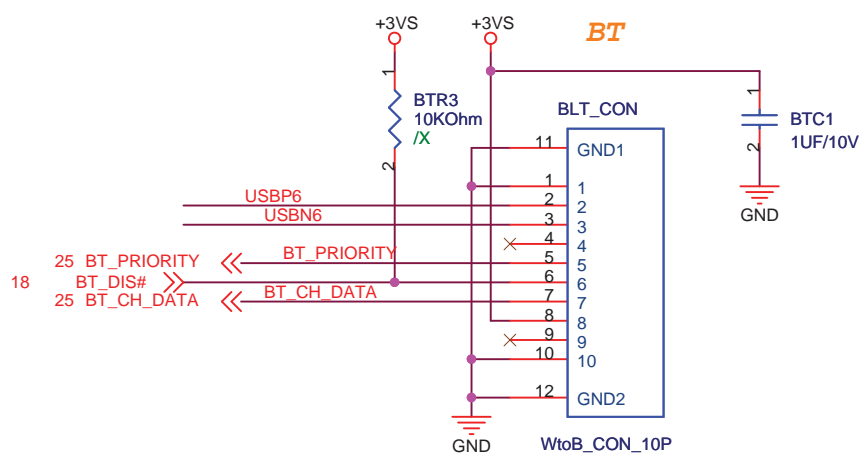 +3VS
+3VS
BT
1
BTR3
10KOhm
/X
2
BLT_CON
1
BTC1
1UF/10V
2
GND
11 GND1
1 1
USBP6 2 2
USBN6 3 3
4 4
25 BT_PRIORITY BT_PRIORITY 5 5
18 BT_DIS# 6 6
25 BT_CH_DATA BT_CH_DATA 7 7
8 8
9 9
10 10
12 GND2
GND
WtoB_CON_10P